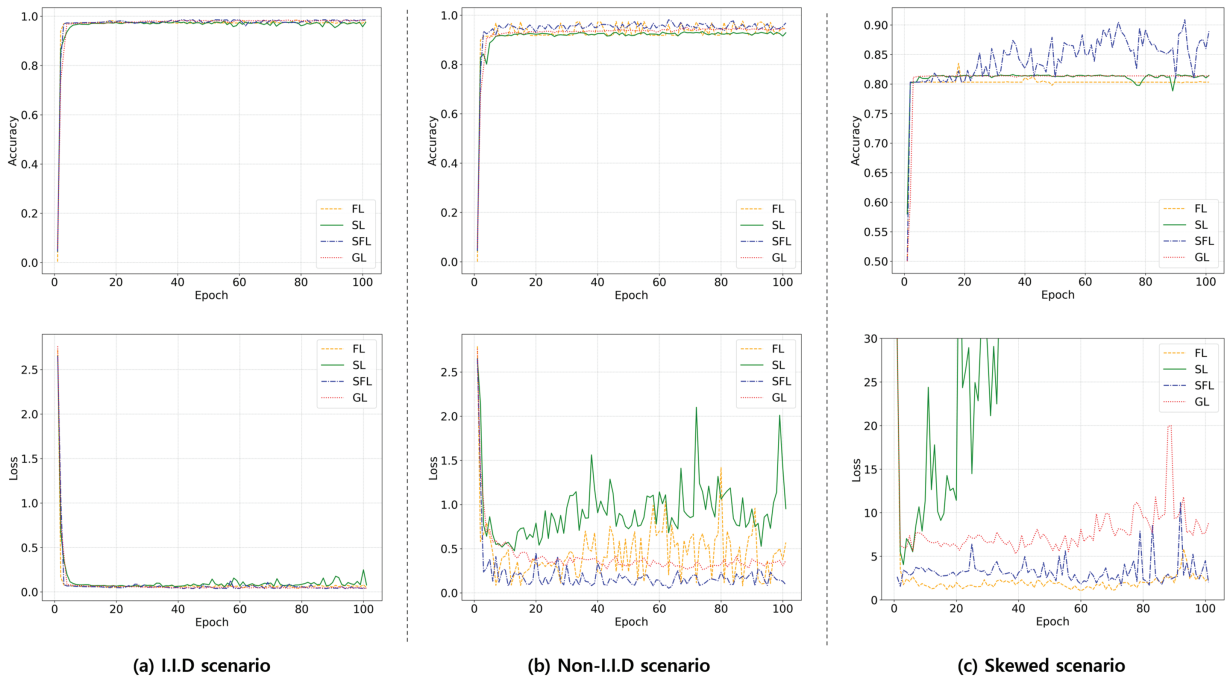 1.0
0.8
0.6
0.4
0.2
0.0
Accuracy
0 20 40 60 80 100
Epoch
FL
SL
SFL
GL
1.0
0.8
0.6
0.4
0.2
0.0
Accuracy
0 20 40 60 80 100
Epoch
FL
SL
SFL
GL
0.90
0.85
0.80
0.75
0.70
0.65
0.60
0.55
0.50
Accuracy
0 20 40 60 80 100
Epoch
FL
SL
SFL
GL
2.5
2.0
1.5
1.0
0.5
0.0
Loss
0 20 40 60 80 100
Epoch
FL
SL
SFL
GL
2.5
2.0
1.5
1.0
0.5
0.0
Loss
0 20 40 60 80 100
Epoch
FL
SL
SFL
GL
30
25
20
15
10
5
0
Loss
0 20 40 60 80 100
Epoch
FL
SL
SFL
GL
(a) I.I.D scenario
(b) Non-I.I.D scenario
(c) Skewed scenario